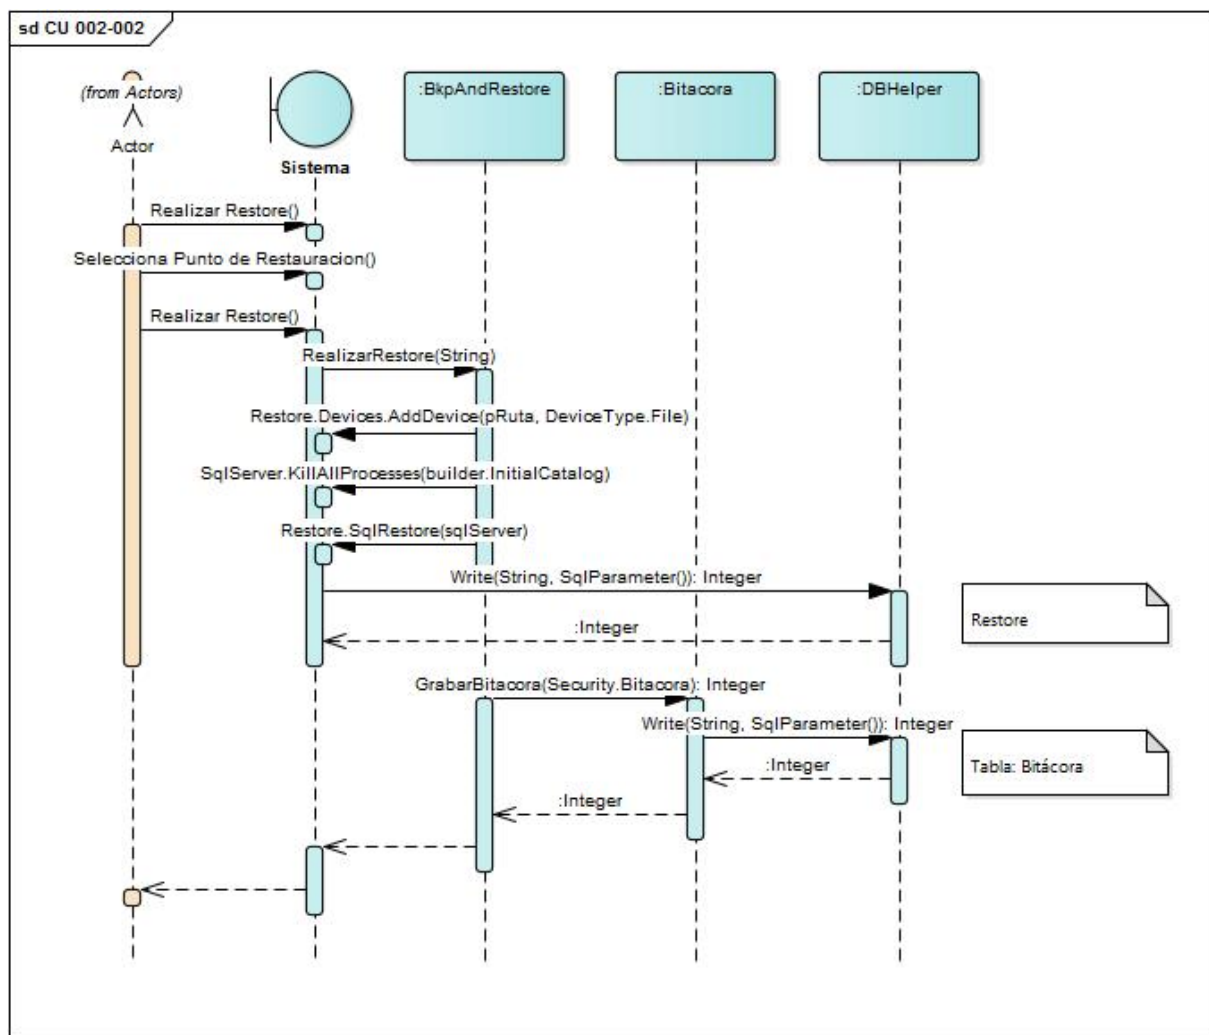 sd CU 002-002
(from Actors)
Actor
Sistema
:BkpAndRestore
:Bitacora
:DBHelper
Realizar Restore()
Selecciona Punto de Restauracion()
Realizar Restore()
RealizarRestore(String)
Restore.Devices.AddDevice(pRuta, DeviceType.File)
SqlServer.KillAllProcesses(builder.InitialCatalog)
Restore.SqlRestore(sqlServer)
Write(String, SqlParameter()): Integer
Restore
:Integer
GrabarBitacora(Security.Bitacora): Integer
Write(String, SqlParameter()): Integer
Tabla: Bitácora
:Integer
:Integer